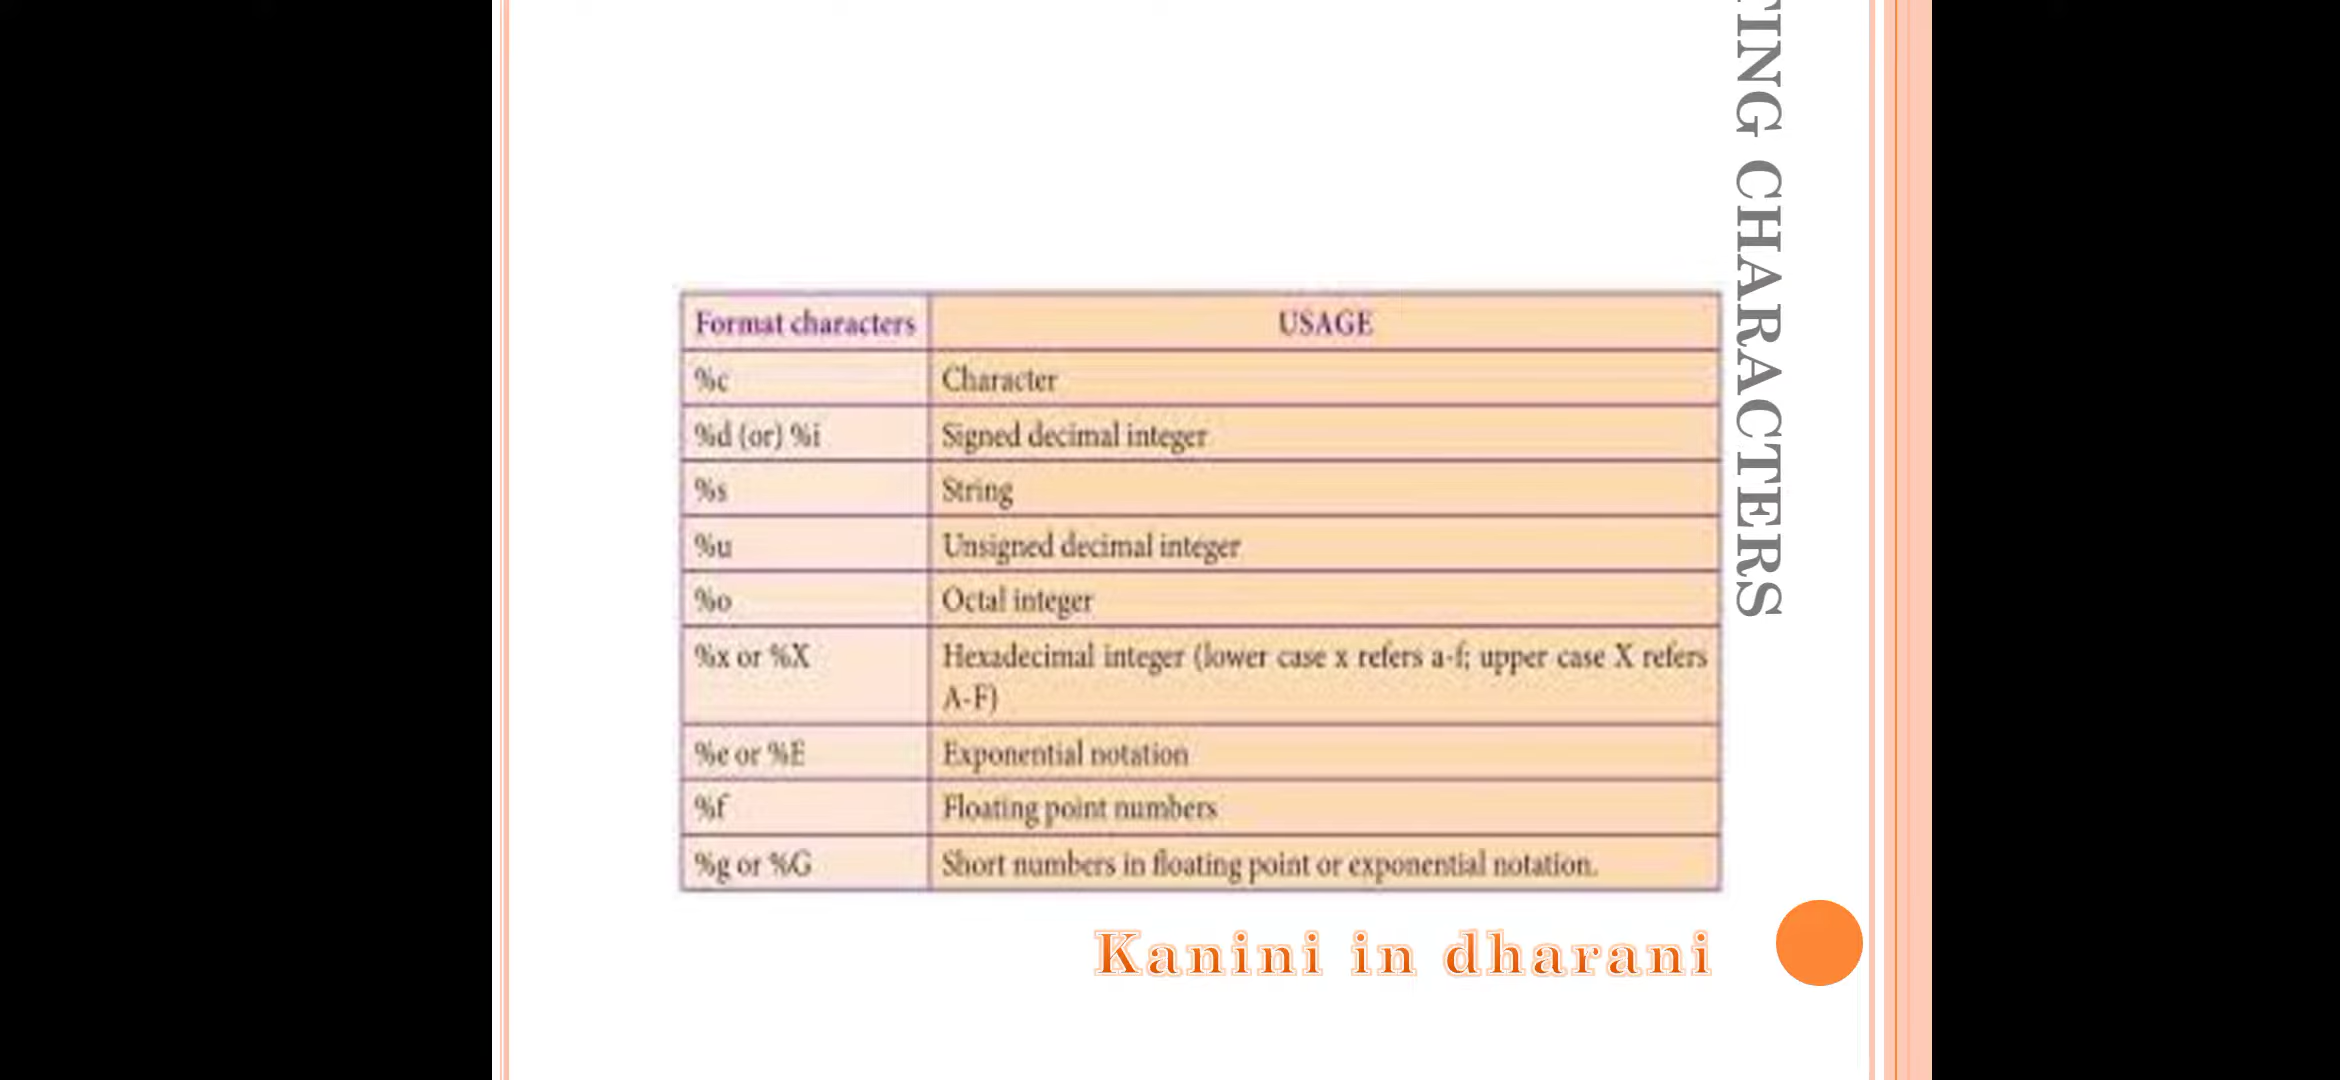 TING CHARACTERS
Format characters USAGE
%c Character
%d (or) %i Signed decimal integer
%s String
%u Unsigned decimal integer
%o Octal integer
%x or %X Hexadecimal integer (lower case x refers a-f; upper case X refers
A-F)
%e or %E Exponential notation
%f Floating point numbers
%g or %G Short numbers in floating point or exponential notation.
Kanini in dharani